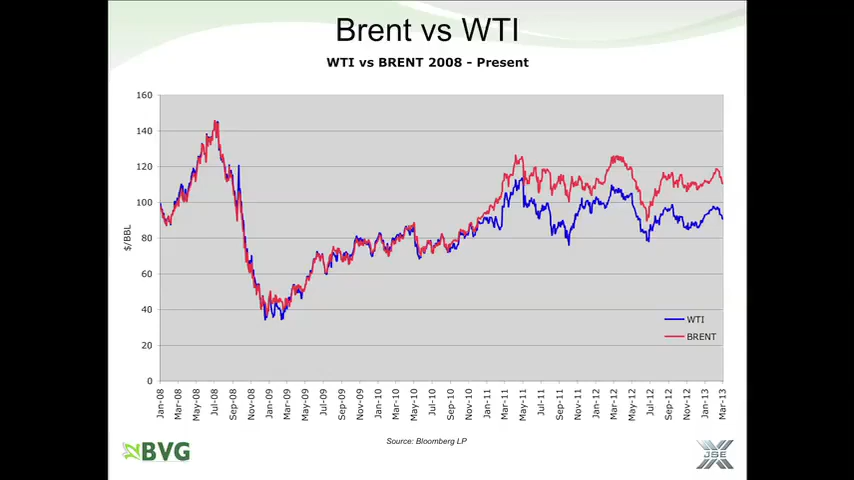 Brent vs WTI
WTI vs BRENT 2008 - Present
160
140
120
100
80
60
40
20
0
$/BBL
Jan-08
Mar-08
May-08
Jul-08
Sep-08
Nov-08
Jan-09
Mar-09
May-09
Jul-09
Sep-09
Nov-09
Jan-10
Mar-10
May-10
Jul-10
Sep-10
Nov-10
Jan-11
Mar-11
May-11
Jul-11
Sep-11
Nov-11
Jan-12
Mar-12
May-12
Jul-12
Sep-12
Nov-12
Jan-13
Mar-13
WTI
BRENT
Source: Bloomberg LP
BVG
JSE